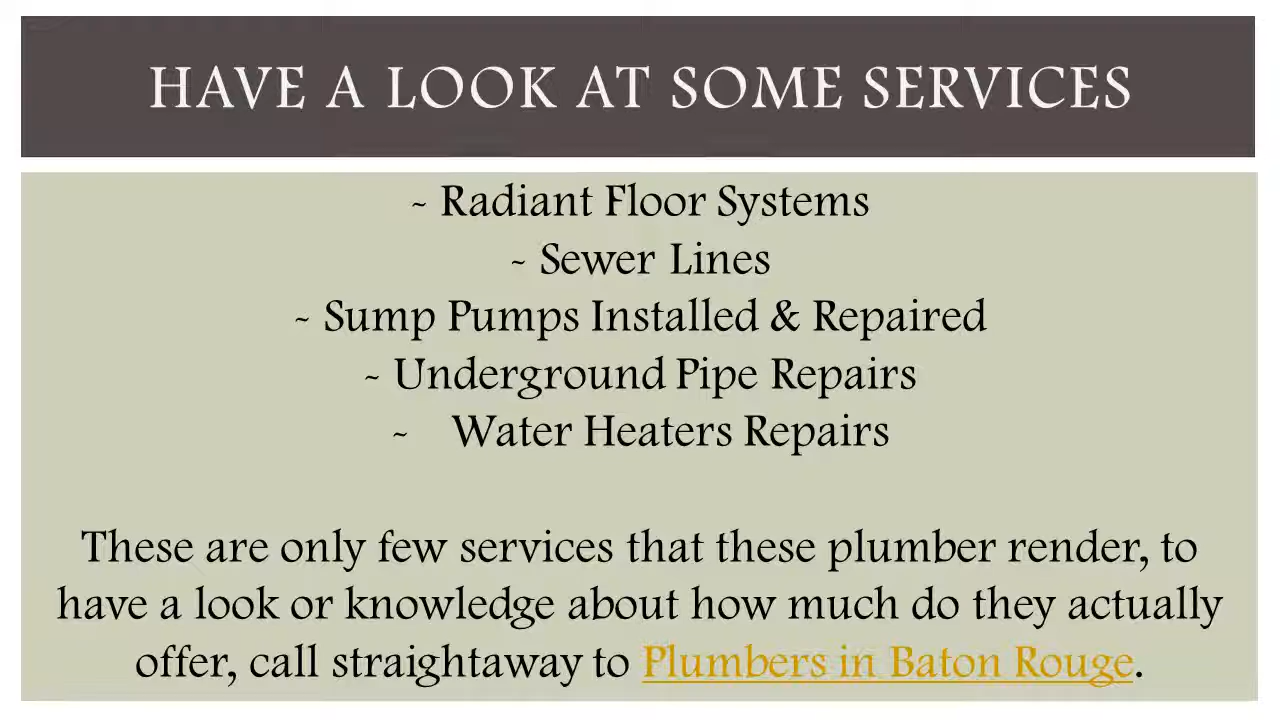 HAVE A LOOK AT SOME SERVICES
- Radiant Floor Systems
- Sewer Lines
- Sump Pumps Installed & Repaired
- Underground Pipe Repairs
- Water Heaters Repairs
These are only few services that these plumber render, to
have a look or knowledge about how much do they actually
offer, call straightaway to Plumbers in Baton Rouge.